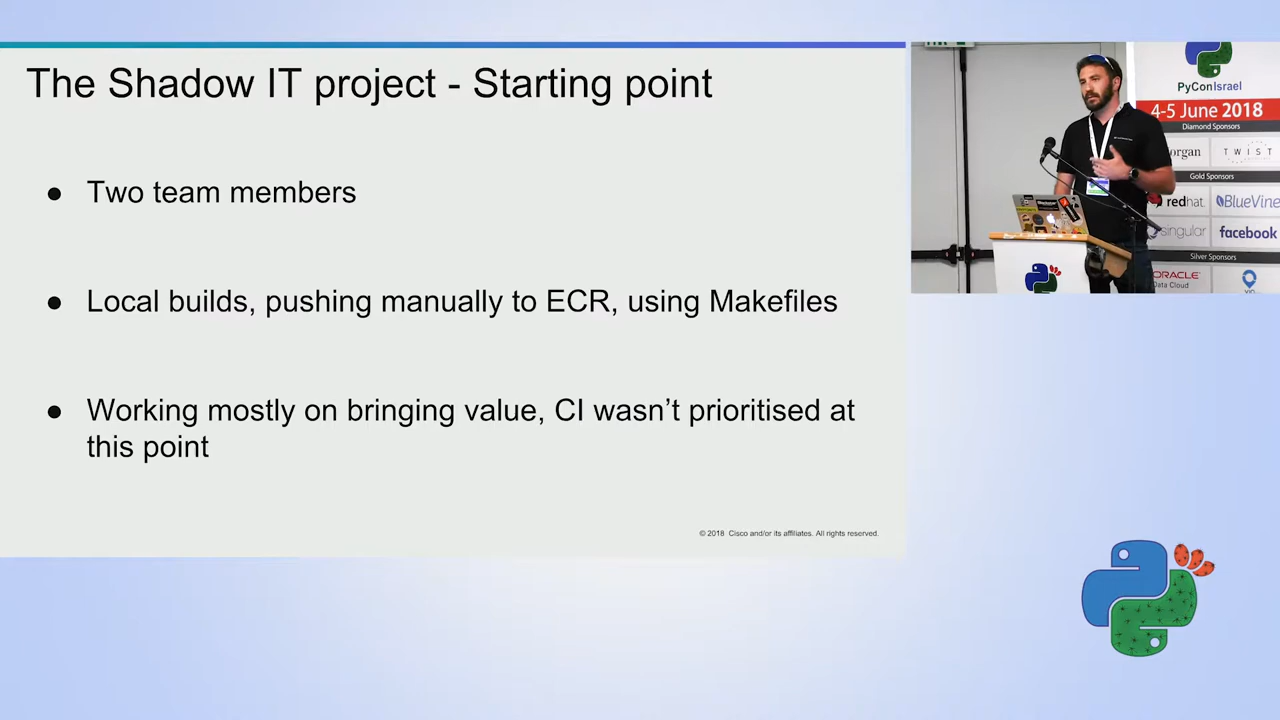 The Shadow IT project - Starting point
● Two team members
● Local builds, pushing manually to ECR, using Makefiles
● Working mostly on bringing value, CI wasn't prioritised at
this point
© 2018 Cisco and/or its affiliates. All rights reserved.
PyConIsrael
4-5 June 2018
Diamond Sponsors
TWIST
Gold Sponsors
redhat
BlueVine
singular
facebook
Silver Sponsors
ORACLE
Data Cloud